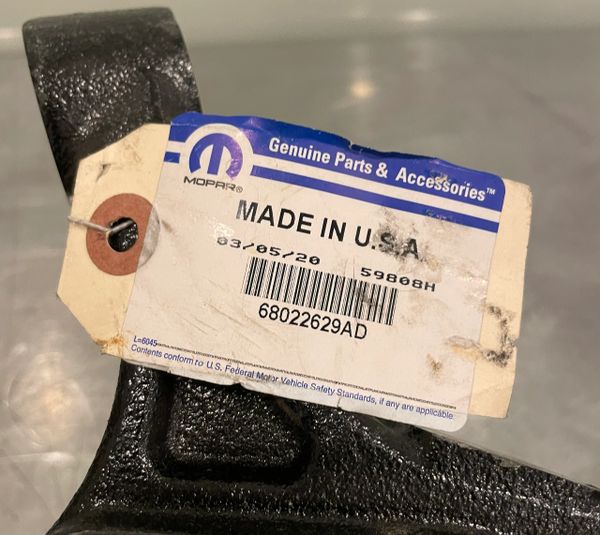 Genuine Parts & Accessories™
MOPAR®
MADE IN U.S.A.
03/05/20 59808H
68022629AD
L=6045
Contents conform to U.S. Federal Motor Vehicle Safety Standards, if any are applicable